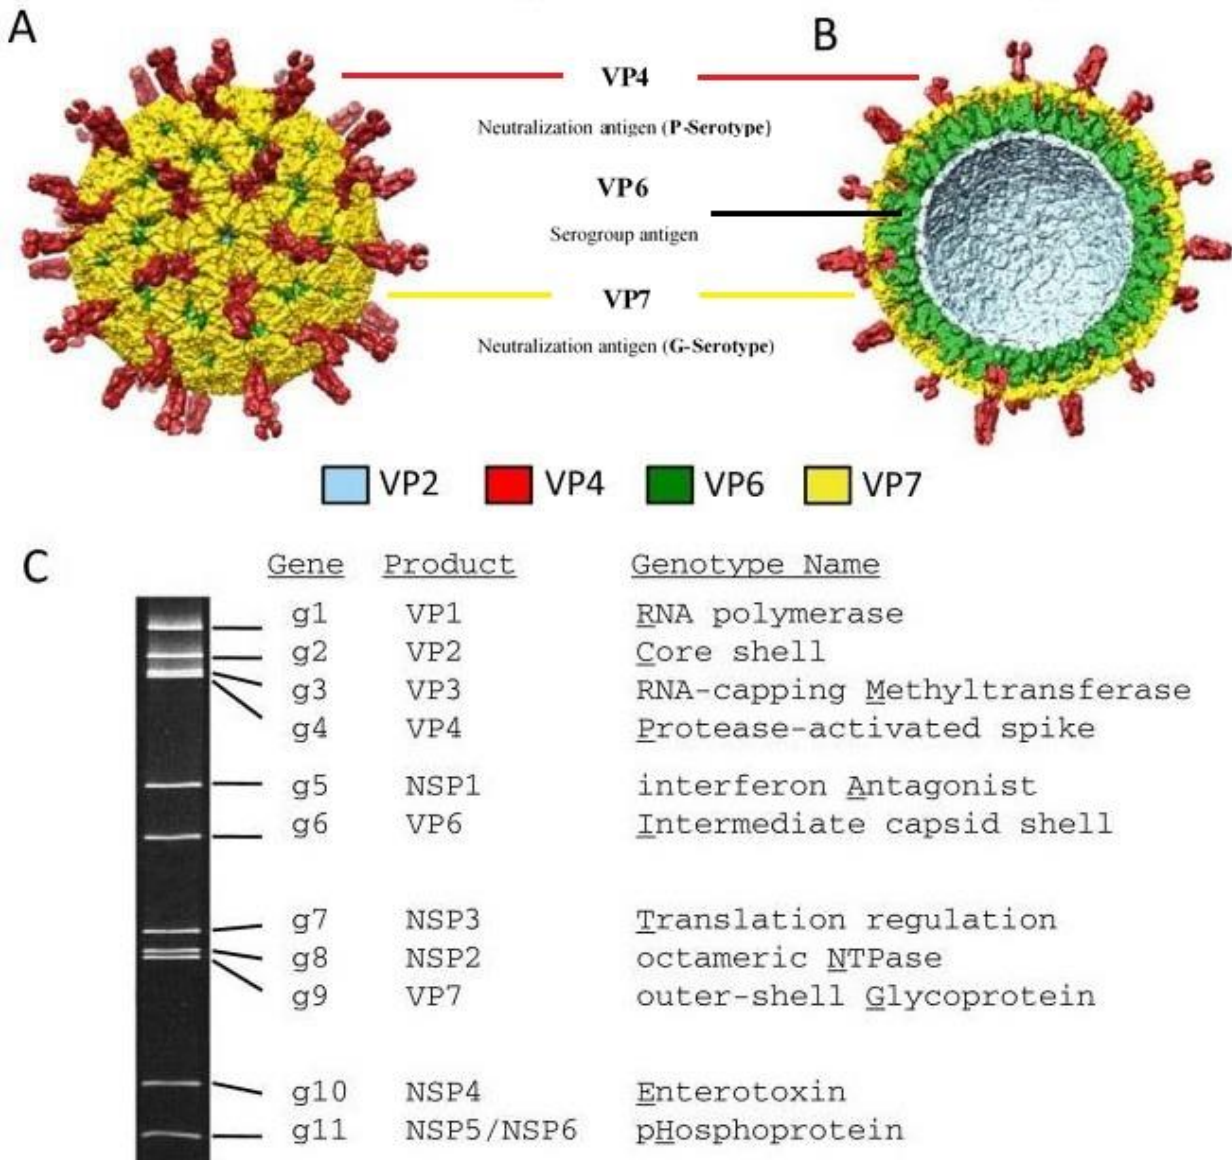 A
B
VP4
Neutralization antigen (P-Serotype)
VP6
Serogroup antigen
VP7
Neutralization antigen (G-Serotype)
VP2 VP4 VP6 VP7
C
Gene Product Genotype Name
g1 VP1 RNA polymerase
g2 VP2 Core shell
g3 VP3 RNA-capping Methyltransferase
g4 VP4 Protease-activated spike
g5 NSP1 interferon Antagonist
g6 VP6 Intermediate capsid shell
g7 NSP3 Translation regulation
g8 NSP2 octameric NTPase
g9 VP7 outer-shell Glycoprotein
g10 NSP4 Enterotoxin
g11 NSP5/NSP6 pHosphoprotein